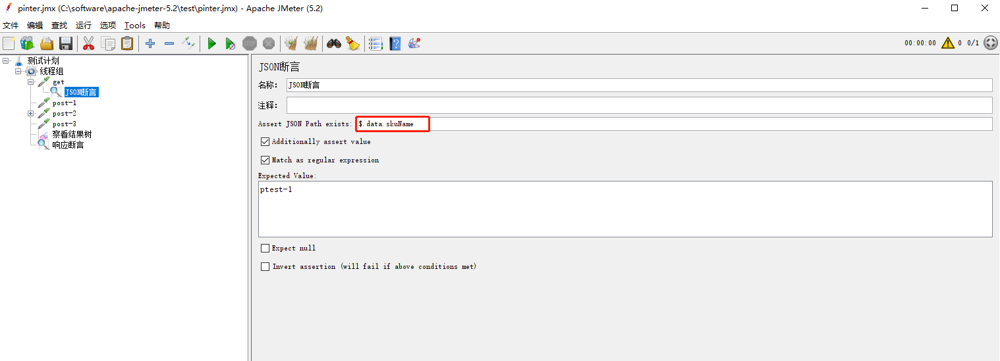 pinter.jmx (C:\software\apache-jmeter-5.2\test\pinter.jmx) - Apache JMeter (5.2)
文件 编辑 查找 运行 选项 Tools 帮助
STOP
00:00:00 0 0/1
测试计划
线程组
get
JSON断言
post-1
post-2
post-3
察看结果树
响应断言
JSON断言
名称: JSON断言
注释:
Assert JSON Path exists: $.data.skuName
Additionally assert value
Match as regular expression
Expected Value:
ptest-1
Expect null
Invert assertion (will fail if above conditions met)